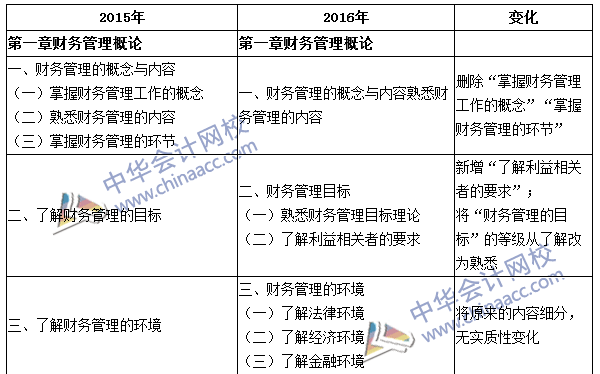 2015年
2016年
变化
第一章财务管理概论
第一章财务管理概论
一、财务管理的概念与内容
（一）掌握财务管理工作的概念
（二）熟悉财务管理的内容
（三）掌握财务管理的环节
一、财务管理的概念与内容熟悉财
务管理的内容
删除“掌握财务管理
工作的概念”“掌握
财务管理的环节”
二、了解财务管理的目标
二、财务管理目标
（一）熟悉财务管理目标理论
（二）了解利益相关者的要求
新增“了解利益相关
者的要求”；
将“财务管理的目
标”的等级从了解改
为熟悉
三、了解财务管理的环境
三、财务管理的环境
（一）了解法律环境
（二）了解经济环境
（三）了解金融环境
将原来的内容细分，
无实质性变化
中华会计网校
www.chinaacc.com
中华会计网校
www.chinaacc.com
中华会计网校
www.chinaacc.com